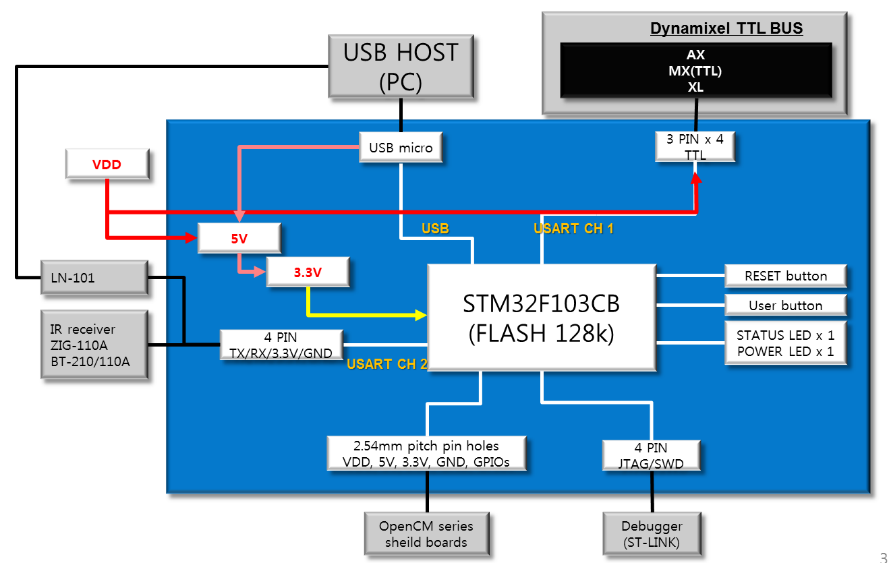 Dynamixel TTL BUS
AX
MX(TTL)
XL
USB HOST
(PC)
USB micro
3 PIN x 4
TTL
VDD
USB
USART CH 1
5V
3.3V
LN-101
STM32F103CB
(FLASH 128k)
RESET button
User button
STATUS LED x 1
POWER LED x 1
IR receiver
ZIG-110A
BT-210/110A
4 PIN
TX/RX/3.3V/GND
USART CH 2
2.54mm pitch pin holes
VDD, 5V, 3.3V, GND, GPIOs
4 PIN
JTAG/SWD
OpenCM series
sheild boards
Debugger
(ST-LINK)
3